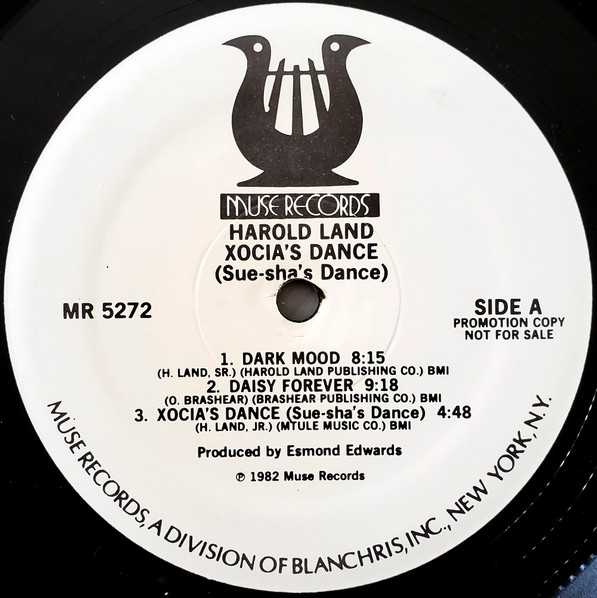 MUSE RECORDS
HAROLD LAND
XOCIA'S DANCE
(Sue-sha's Dance)
MR 5272
SIDE A
PROMOTION COPY
NOT FOR SALE
1. DARK MOOD 8:15
(H. LAND, SR.) (HAROLD LAND PUBLISHING CO.) BMI
2. DAISY FOREVER 9:18
(O. BRASHEAR) (BRASHEAR PUBLISHING CO.) BMI
3. XOCIA'S DANCE (Sue-sha's Dance) 4:48
(H. LAND, JR.) (MTULE MUSIC CO.) BMI
Produced by Esmond Edwards
℗ 1982 Muse Records
MUSE RECORDS, A DIVISION OF BLANCHRIS, INC., NEW YORK, N.Y.